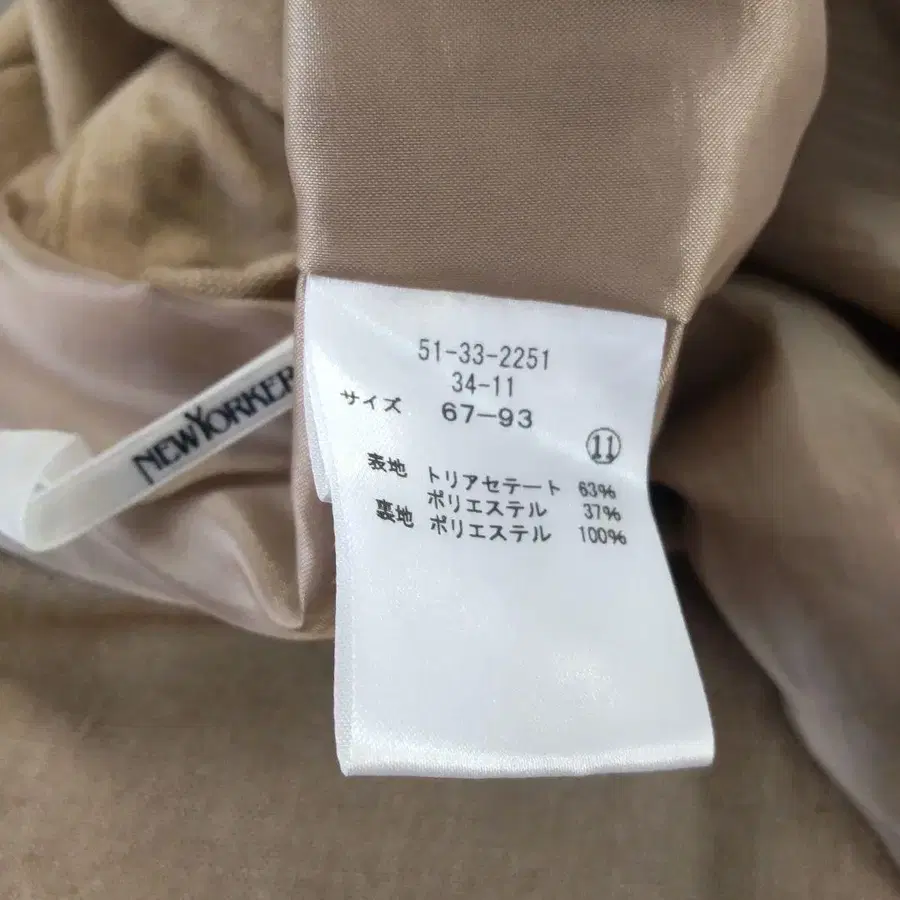 51-33-2251
34-11
サイズ 67-93
⑪
表地 トリアセテート 63%
ポリエステル 37%
裏地 ポリエステル 100%
NEWYORKER